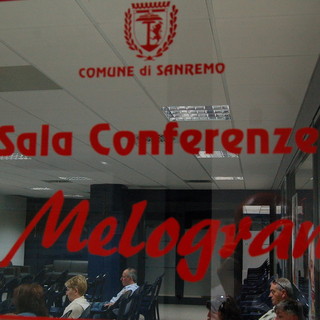 COMUNE di SANREMO
Sala Conferenze
Melogran